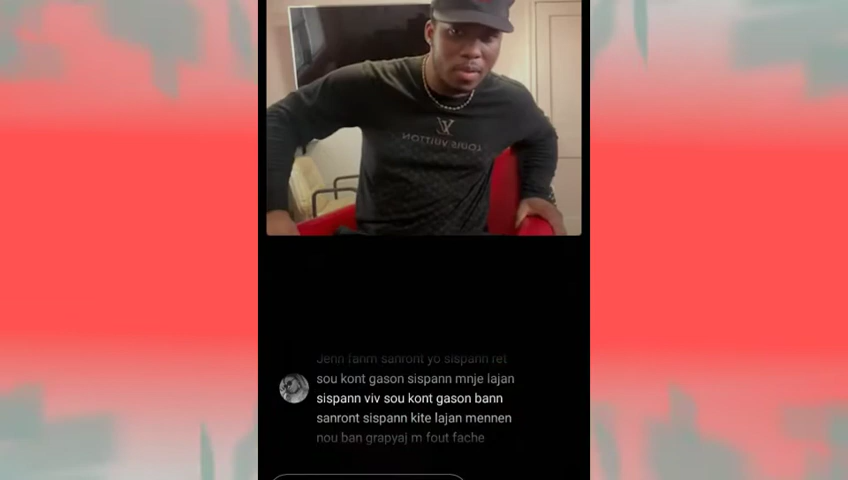 LOUIS VUITTON
Jenn fanm sanront yo sispann ret
sou kont gason sispann mnje lajan
sispann viv sou kont gason bann
sanront sispann kite lajan mennen
nou ban grapyaj m fout fache